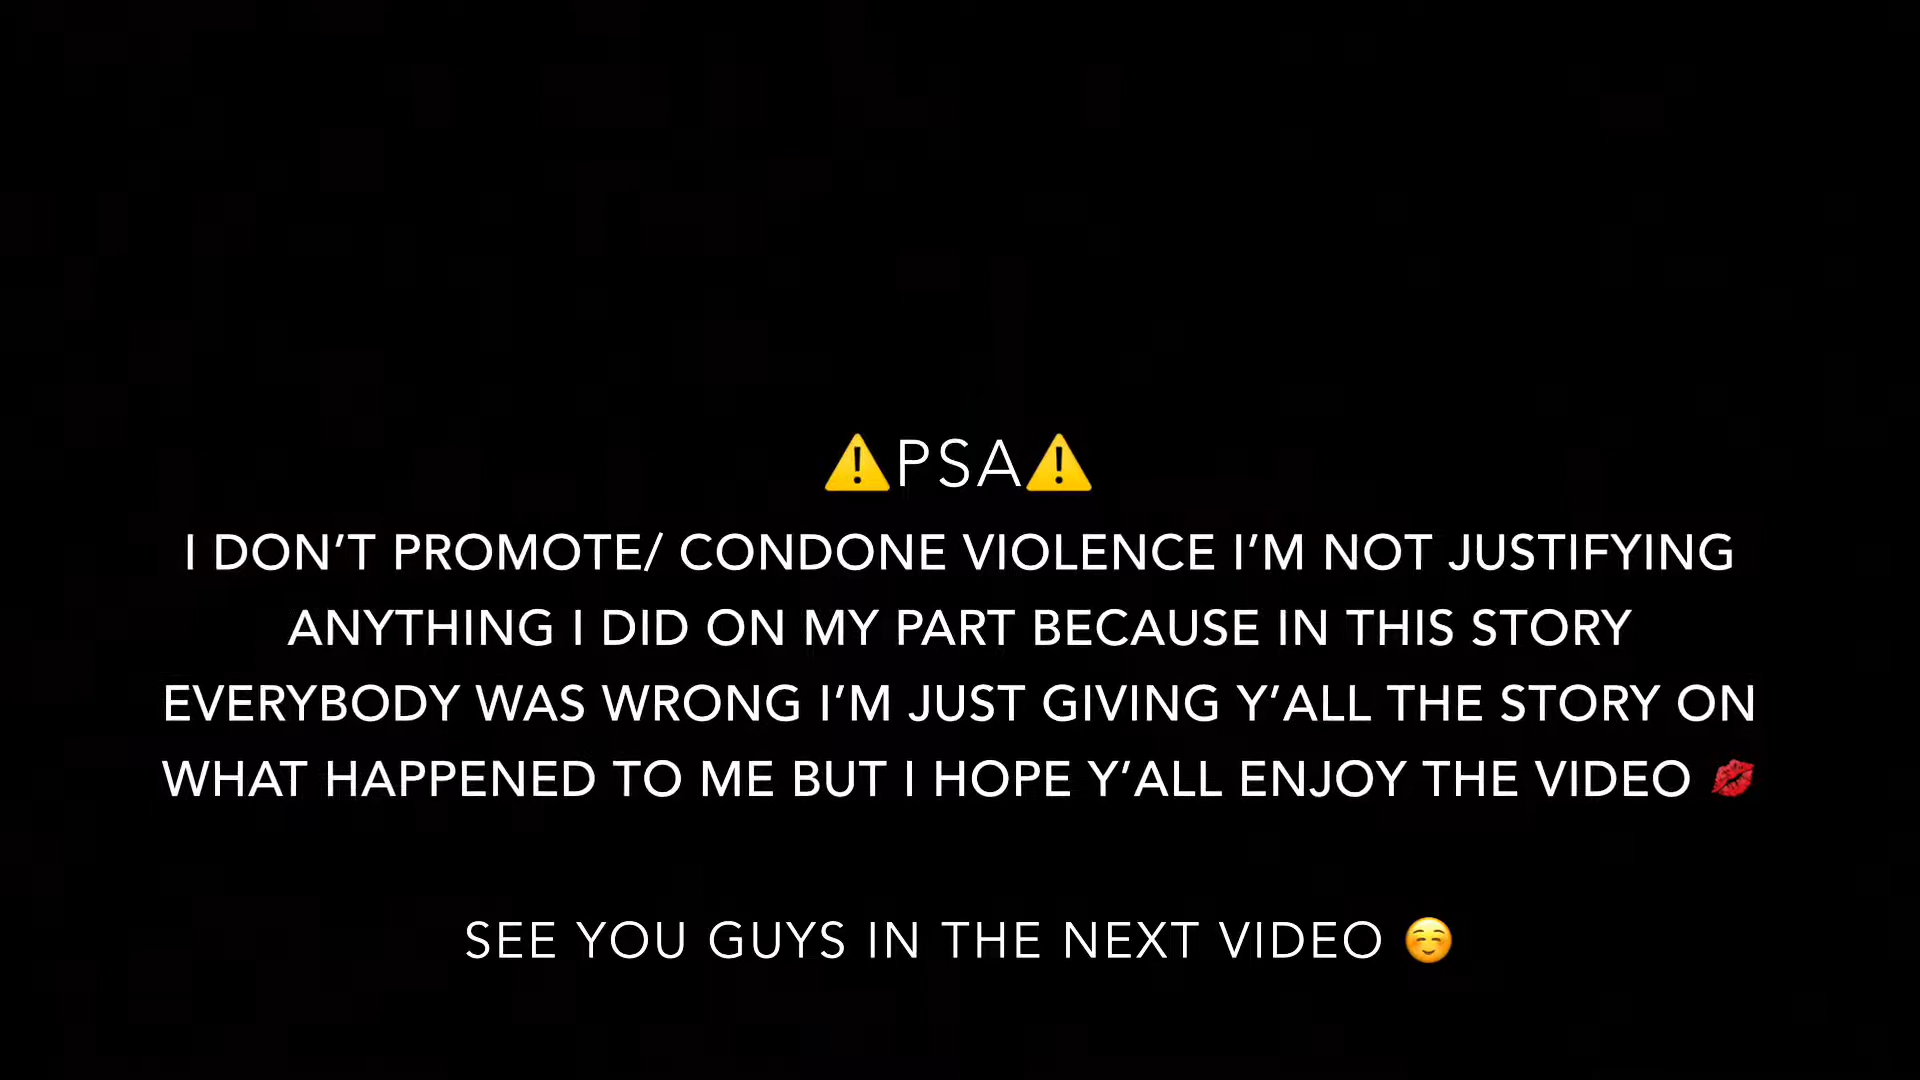 ⚠️PSA⚠️
I DON’T PROMOTE/ CONDONE VIOLENCE I’M NOT JUSTIFYING
ANYTHING I DID ON MY PART BECAUSE IN THIS STORY
EVERYBODY WAS WRONG I’M JUST GIVING Y’ALL THE STORY ON
WHAT HAPPENED TO ME BUT I HOPE Y’ALL ENJOY THE VIDEO 💋
SEE YOU GUYS IN THE NEXT VIDEO ☺️